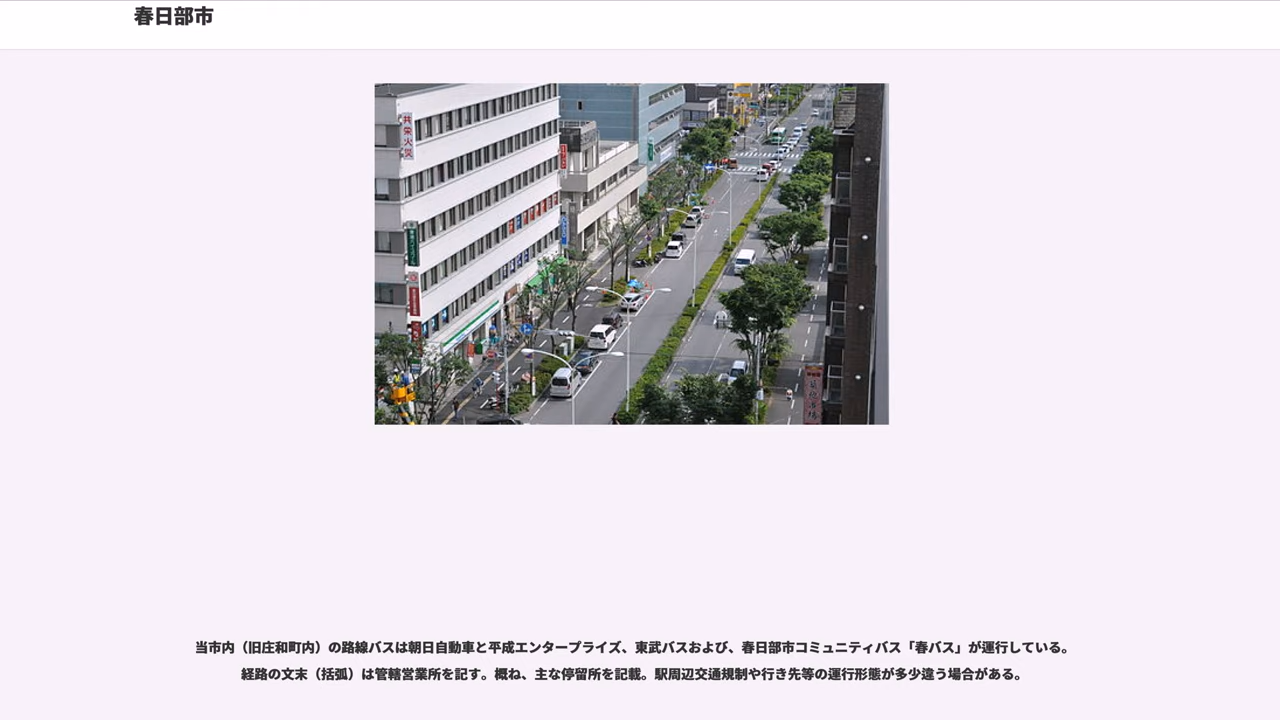 春日部市
共栄火災
当市内（旧庄和町内）の路線バスは朝日自動車と平成エンタープライズ、東武バスおよび、春日部市コミュニティバス「春バス」が運行している。
経路の文末（括弧）は管轄営業所を記す。概ね、主な停留所を記載。駅周辺交通規制や行き先等の運行形態が多少違う場合がある。